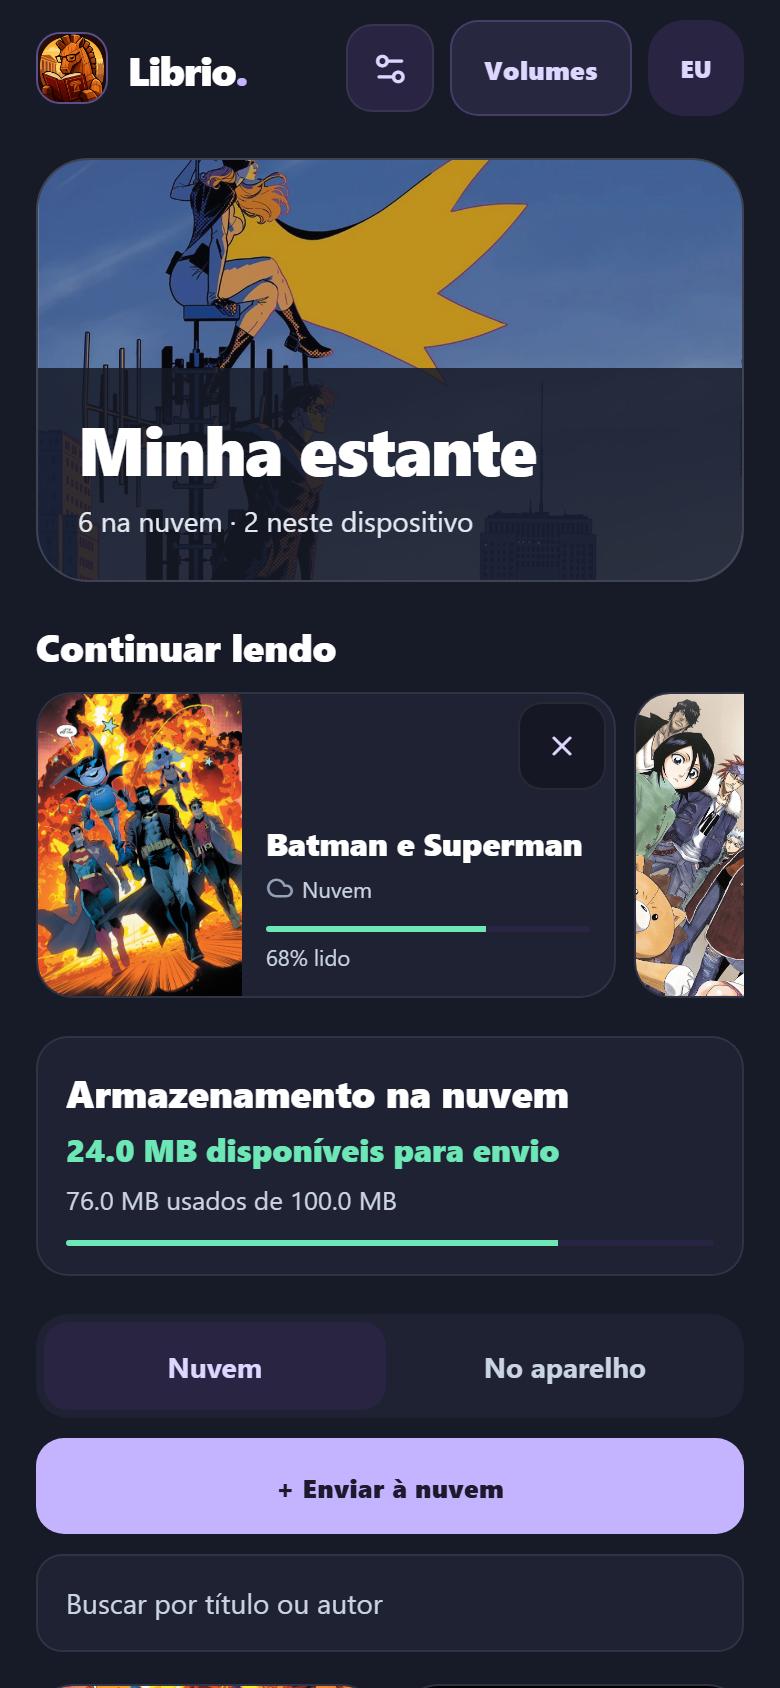 Librio.
Volumes
EU
Minha estante
6 na nuvem · 2 neste dispositivo
Continuar lendo
Batman e Superman
Nuvem
68% lido
Armazenamento na nuvem
24.0 MB disponíveis para envio
76.0 MB usados de 100.0 MB
Nuvem
No aparelho
+ Enviar à nuvem
Buscar por título ou autor